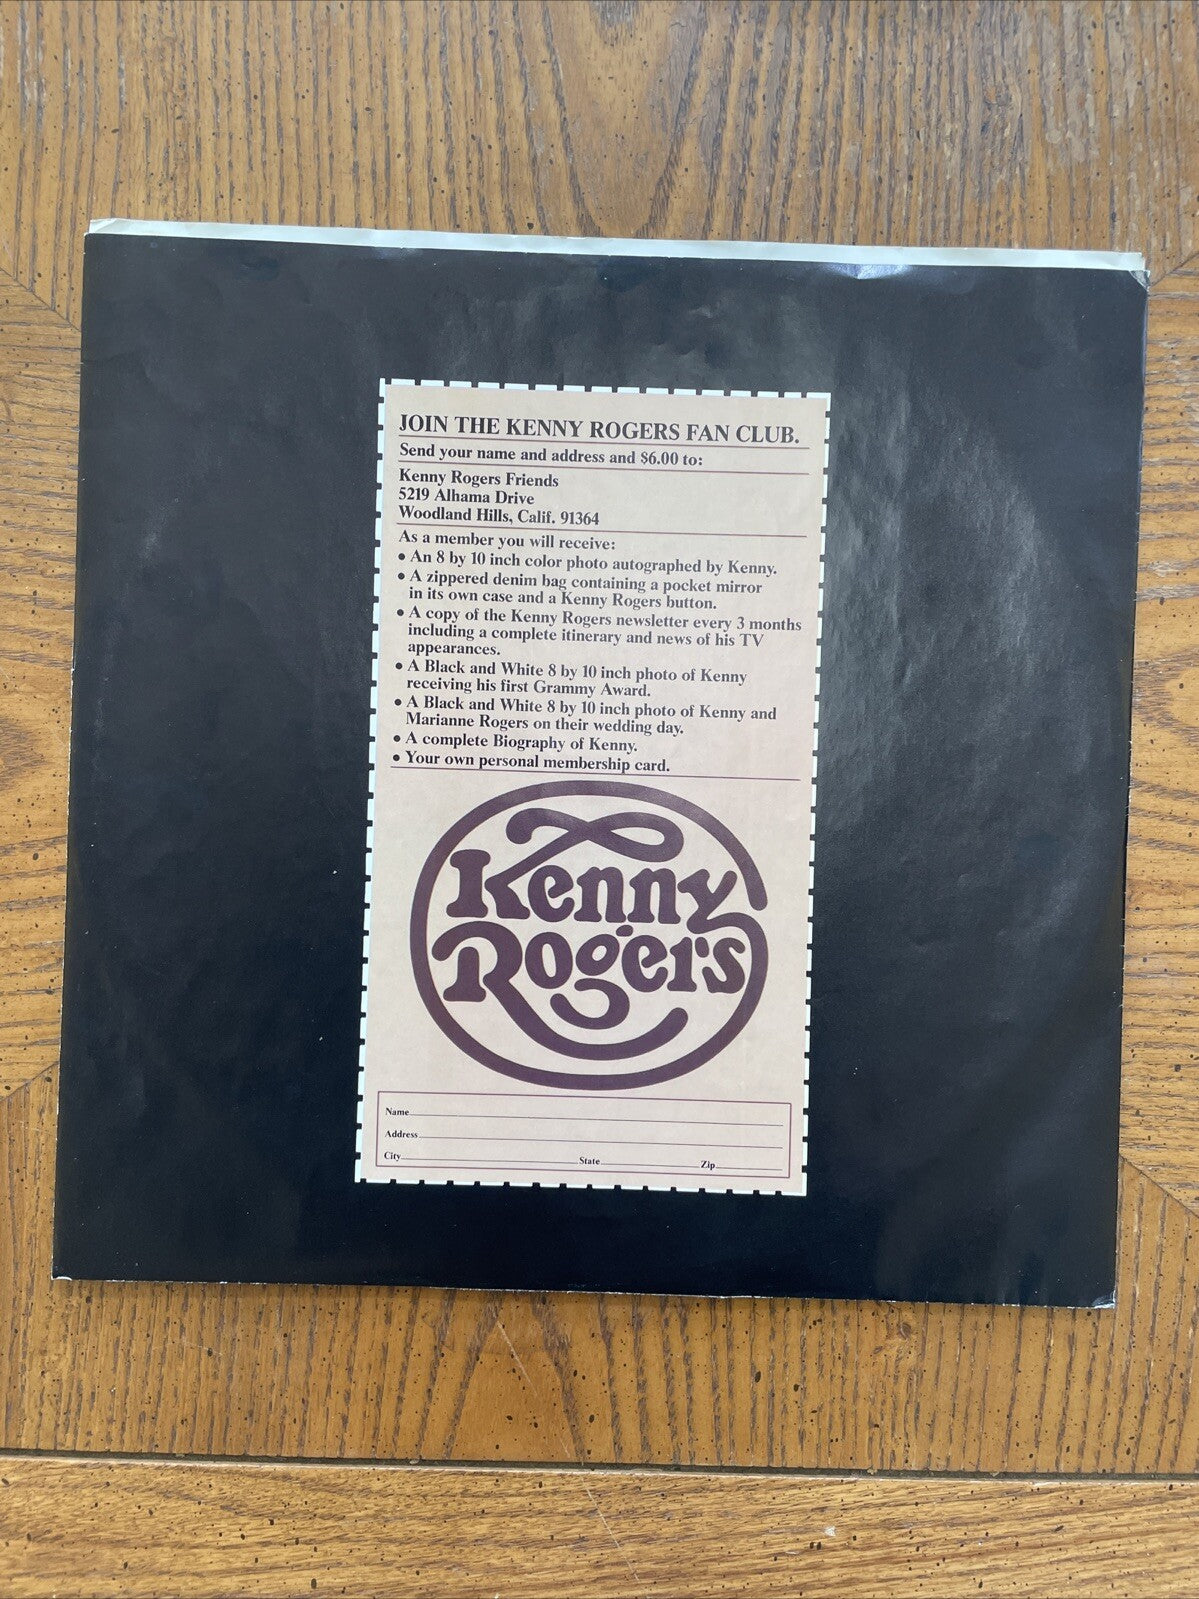 JOIN THE KENNY ROGERS FAN CLUB.
Send your name and address and $6.00 to:
Kenny Rogers Friends
5219 Alhama Drive
Woodland Hills, Calif. 91364
As a member you will receive:
• An 8 by 10 inch color photo autographed by Kenny.
• A zippered denim bag containing a pocket mirror
in its own case and a Kenny Rogers button.
• A copy of the Kenny Rogers newsletter every 3 months
including a complete itinerary and news of his TV
appearances.
• A Black and White 8 by 10 inch photo of Kenny
receiving his first Grammy Award.
• A Black and White 8 by 10 inch photo of Kenny and
Marianne Rogers on their wedding day.
• A complete Biography of Kenny.
• Your own personal membership card.
Kenny
Rogers
Name
Address
City State Zip